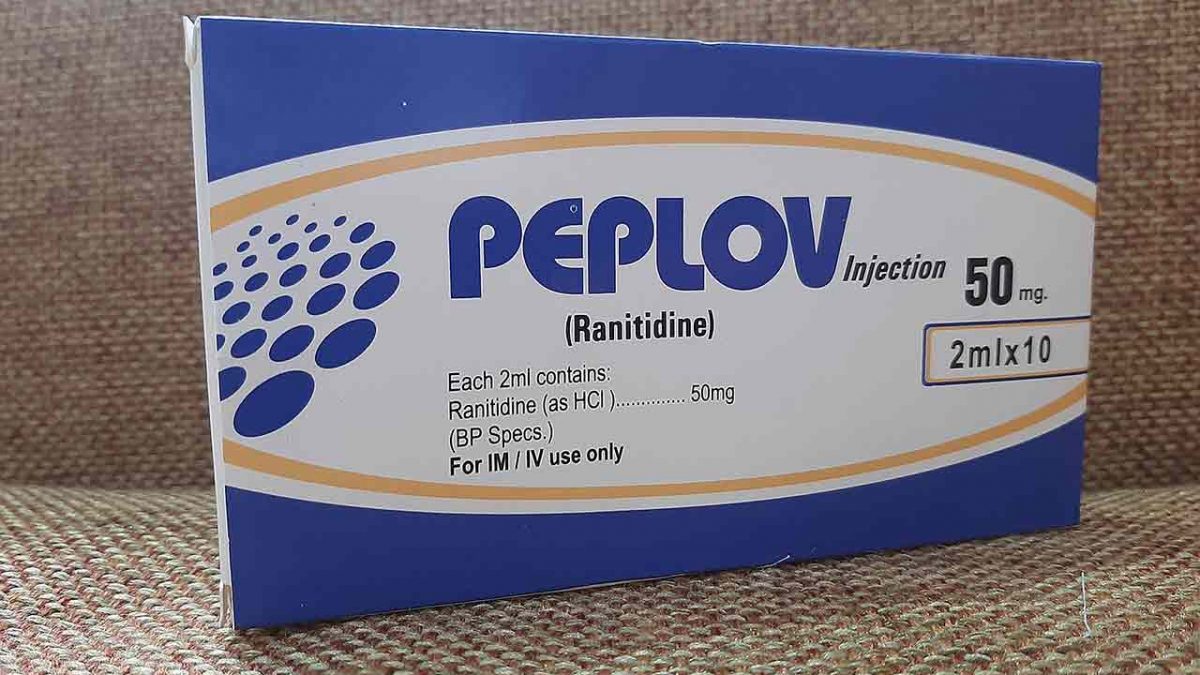 PEPLOV Injection 50 mg.
(Ranitidine)
2mlx10
Each 2ml contains:
Ranitidine (as HCl )............. 50mg
(BP Specs.)
For IM / IV use only